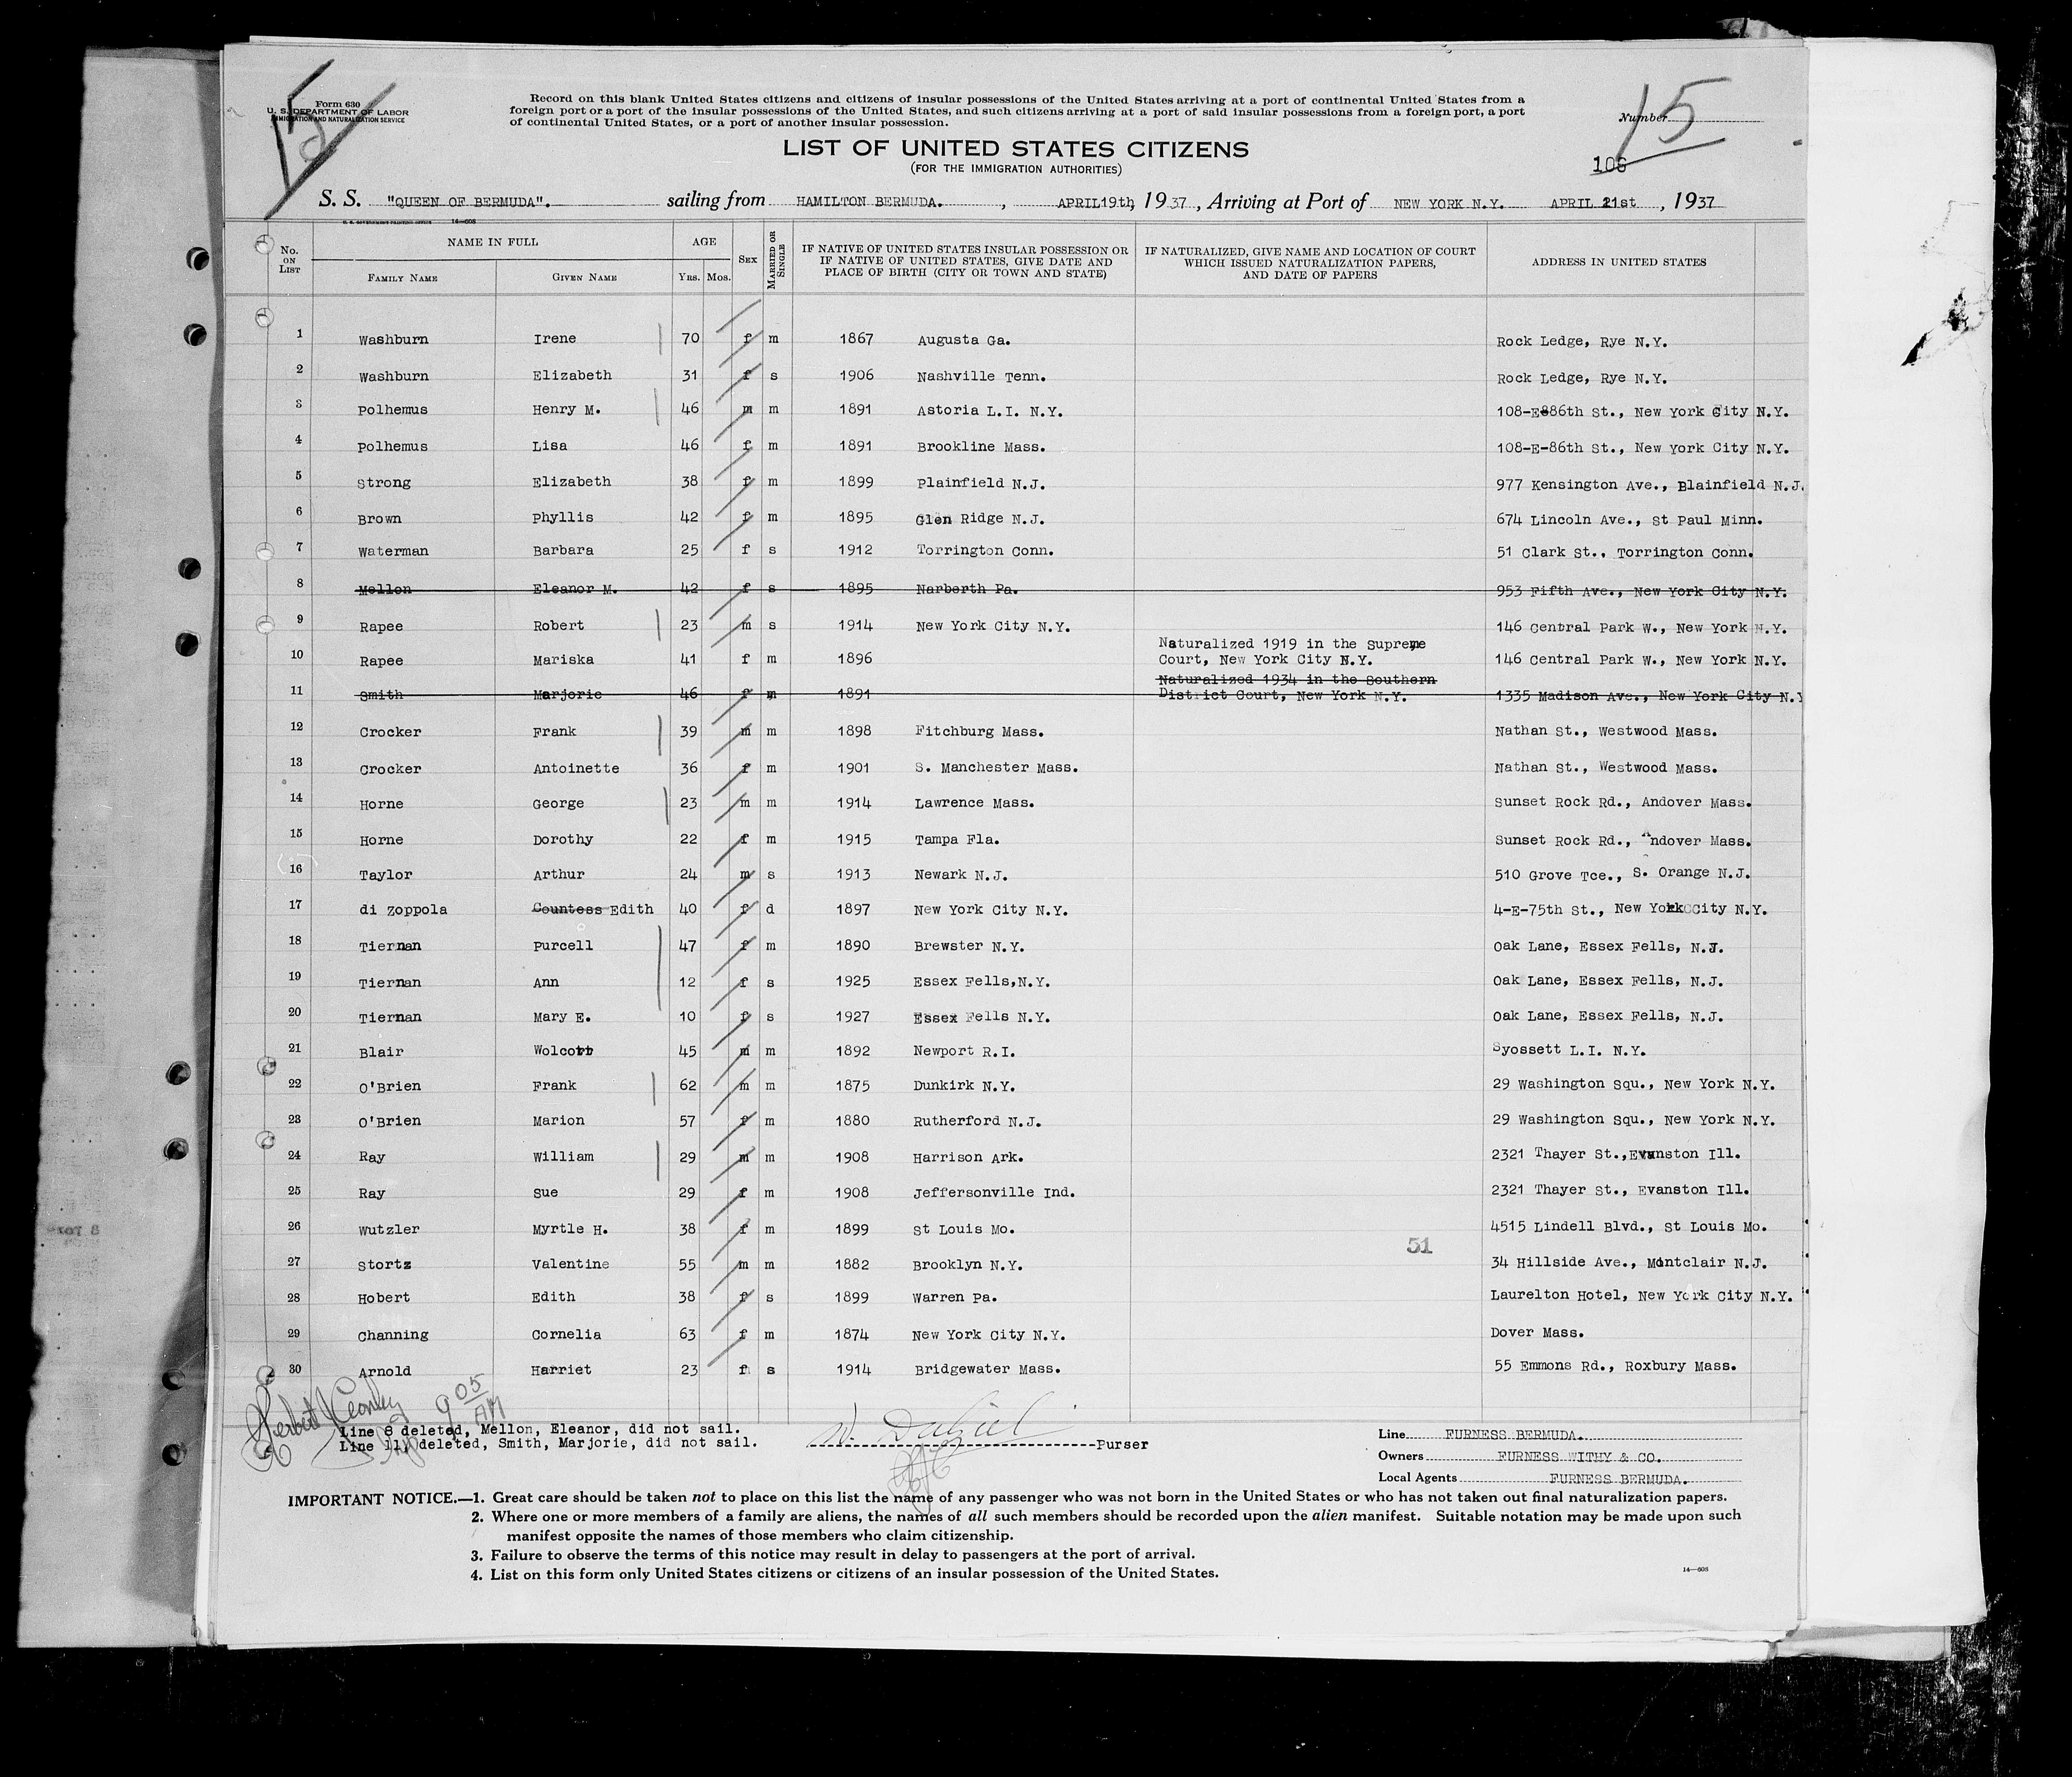 Form 630
U. S. DEPARTMENT OF LABOR
IMMIGRATION AND NATURALIZATION SERVICE
Record on this blank United States citizens and citizens of insular possessions of the United States arriving at a port of continental United States from a
foreign port or a port of the insular possessions of the United States, and such citizens arriving at a port of said insular possessions from a foreign port, a port
of continental United States, or a port of another insular possession.
Number 15
LIST OF UNITED STATES CITIZENS
(FOR THE IMMIGRATION AUTHORITIES)
106
S. S. "QUEEN OF BERMUDA". sailing from HAMILTON BERMUDA. , APRIL 19th, 1937, Arriving at Port of NEW YORK N.Y. APRIL 21st, 1937
U. S. GOVERNMENT PRINTING OFFICE 14—608
No. ON LIST NAME IN FULL AGE SEX MARRIED OR SINGLE IF NATIVE OF UNITED STATES INSULAR POSSESSION OR IF NATIVE OF UNITED STATES, GIVE DATE AND PLACE OF BIRTH (CITY OR TOWN AND STATE) IF NATURALIZED, GIVE NAME AND LOCATION OF COURT WHICH ISSUED NATURALIZATION PAPERS, AND DATE OF PAPERS ADDRESS IN UNITED STATES
FAMILY NAME GIVEN NAME YRS. MOS.
1 Washburn Irene 70 f m 1867 Augusta Ga. Rock Ledge, Rye N.Y.
2 Washburn Elizabeth 31 f s 1906 Nashville Tenn. Rock Ledge, Rye N.Y.
3 Polhemus Henry M. 46 m m 1891 Astoria L.I. N.Y. 108-E886th St., New York City N.Y.
4 Polhemus Lisa 46 f m 1891 Brookline Mass. 108-E-86th St., New York City N.Y.
5 Strong Elizabeth 38 f m 1899 Plainfield N.J. 977 Kensington Ave., Blainfield N.J.
6 Brown Phyllis 42 f m 1895 Glen Ridge N.J. 674 Lincoln Ave., St Paul Minn.
7 Waterman Barbara 25 f s 1912 Torrington Conn. 51 Clark St., Torrington Conn.
8 Mellon Eleanor M. 42 f s 1895 Narberth Pa. 953 Fifth Ave., New York City N.Y.
9 Rapee Robert 23 m s 1914 New York City N.Y. 146 Central Park W., New York N.Y.
10 Rapee Mariska 41 f m 1896 Naturalized 1919 in the Supreme Court, New York City N.Y. 146 Central Park W., New York N.Y.
11 Smith Marjorie 46 f m 1891 Naturalized 1934 in the Southern District Court, New York N.Y. 1335 Madison Ave., New York City N.Y
12 Crocker Frank 39 m m 1898 Fitchburg Mass. Nathan St., Westwood Mass.
13 Crocker Antoinette 36 f m 1901 S. Manchester Mass. Nathan St., Westwood Mass.
14 Horne George 23 m m 1914 Lawrence Mass. Sunset Rock Rd., Andover Mass.
15 Horne Dorothy 22 f m 1915 Tampa Fla. Sunset Rock Rd., Andover Mass.
16 Taylor Arthur 24 m s 1913 Newark N.J. 510 Grove Tce., S. Orange N.J.
17 di Zoppola Countess Edith 40 f d 1897 New York City N.Y. 4-E-75th St., New York City N.Y.
18 Tiernan Purcell 47 f m 1890 Brewster N.Y. Oak Lane, Essex Fells, N.J.
19 Tiernan Ann 12 f s 1925 Essex Fells, N.Y. Oak Lane, Essex Fells, N.J.
20 Tiernan Mary E. 10 f s 1927 Essex Fells N.Y. Oak Lane, Essex Fells, N.J.
21 Blair Wolcott 45 m m 1892 Newport R.I. Syossett L.I. N.Y.
22 O'Brien Frank 62 m m 1875 Dunkirk N.Y. 29 Washington Squ., New York N.Y.
23 O'Brien Marion 57 f m 1880 Rutherford N.J. 29 Washington Squ., New York N.Y.
24 Ray William 29 m m 1908 Harrison Ark. 2321 Thayer St., Evanston Ill.
25 Ray Sue 29 f m 1908 Jeffersonville Ind. 2321 Thayer St., Evanston Ill.
26 Wutzler Myrtle H. 38 f m 1899 St Louis Mo. 4515 Lindell Blvd., St Louis Mo.
51
27 Stortz Valentine 55 m m 1882 Brooklyn N.Y. 34 Hillside Ave., Montclair N.J.
28 Hobert Edith 38 f s 1899 Warren Pa. Laurelton Hotel, New York City N.Y.
29 Channing Cornelia 63 f m 1874 New York City N.Y. Dover Mass.
30 Arnold Harriet 23 f s 1914 Bridgewater Mass. 55 Emmons Rd., Roxbury Mass.
9 05 AM
Line 8 deleted, Mellon, Eleanor, did not sail.
Line 11, deleted, Smith, Marjorie, did not sail.
Purser
Line FURNESS BERMUDA.
Owners FURNESS WITHY & CO.
Local Agents FURNESS BERMUDA.
IMPORTANT NOTICE.—1. Great care should be taken not to place on this list the name of any passenger who was not born in the United States or who has not taken out final naturalization papers.
2. Where one or more members of a family are aliens, the names of all such members should be recorded upon the alien manifest. Suitable notation may be made upon such
manifest opposite the names of those members who claim citizenship.
3. Failure to observe the terms of this notice may result in delay to passengers at the port of arrival.
4. List on this form only United States citizens or citizens of an insular possession of the United States.
14—608